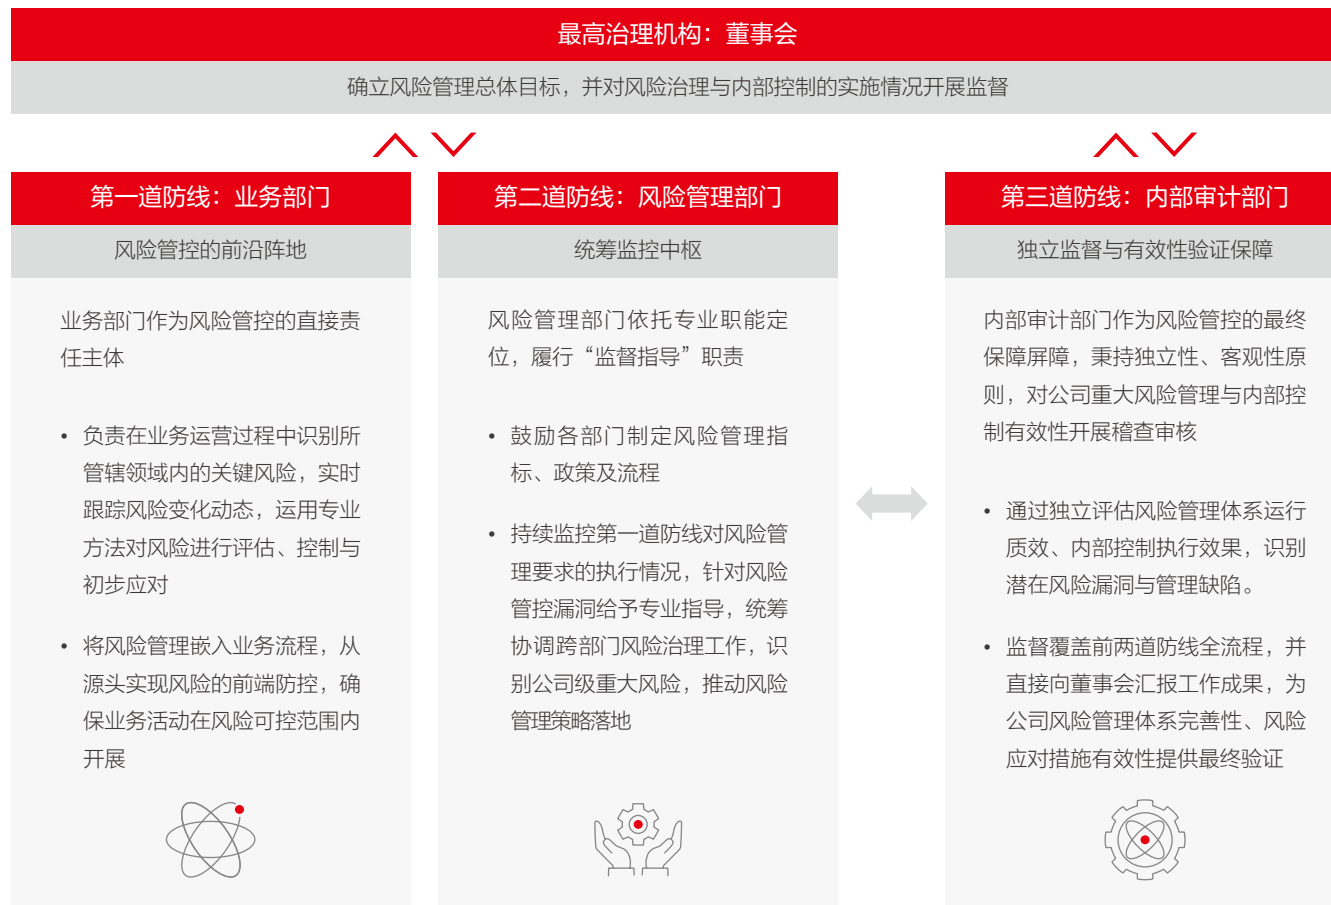 最高治理机构：董事会
确立风险管理总体目标，并对风险治理与内部控制的实施情况开展监督
第一道防线：业务部门
风险管控的前沿阵地
业务部门作为风险管控的直接责
任主体
• 负责在业务运营过程中识别所
管辖领域内的关键风险，实时
跟踪风险变化动态，运用专业
方法对风险进行评估、控制与
初步应对
• 将风险管理嵌入业务流程，从
源头实现风险的前端防控，确
保业务活动在风险可控范围内
开展
第二道防线：风险管理部门
统筹监控中枢
风险管理部门依托专业职能定
位，履行“监督指导”职责
• 鼓励各部门制定风险管理指
标、政策及流程
• 持续监控第一道防线对风险管
理要求的执行情况，针对风险
管控漏洞给予专业指导，统筹
协调跨部门风险治理工作，识
别公司级重大风险，推动风险
管理策略落地
第三道防线：内部审计部门
独立监督与有效性验证保障
内部审计部门作为风险管控的最终
保障屏障，秉持独立性、客观性原
则，对公司重大风险管理与内部控
制有效性开展稽查审核
• 通过独立评估风险管理体系运行
质效、内部控制执行效果，识别
潜在风险漏洞与管理缺陷。
• 监督覆盖前两道防线全流程，并
直接向董事会汇报工作成果，为
公司风险管理体系完善性、风险
应对措施有效性提供最终验证